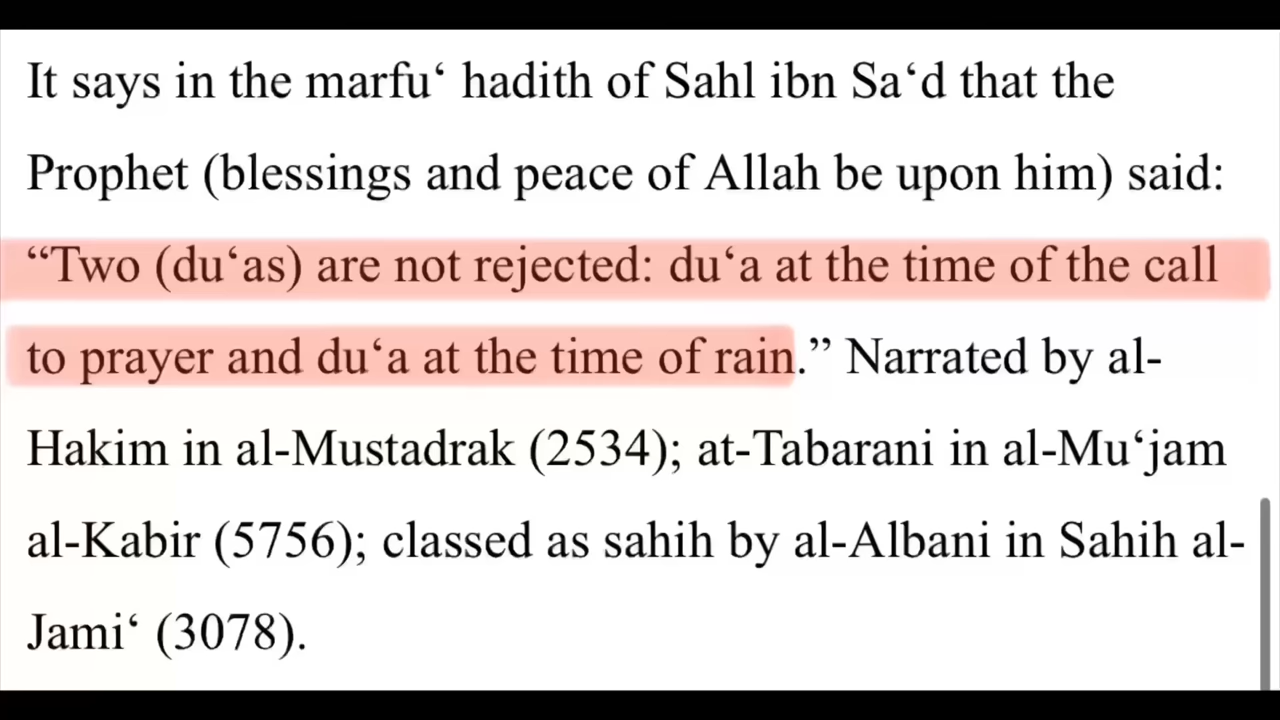 It says in the marfu‘ hadith of Sahl ibn Sa‘d that the
Prophet (blessings and peace of Allah be upon him) said:
“Two (du‘as) are not rejected: du‘a at the time of the call
to prayer and du‘a at the time of rain.” Narrated by al-
Hakim in al-Mustadrak (2534); at-Tabarani in al-Mu‘jam
al-Kabir (5756); classed as sahih by al-Albani in Sahih al-
Jami‘ (3078).